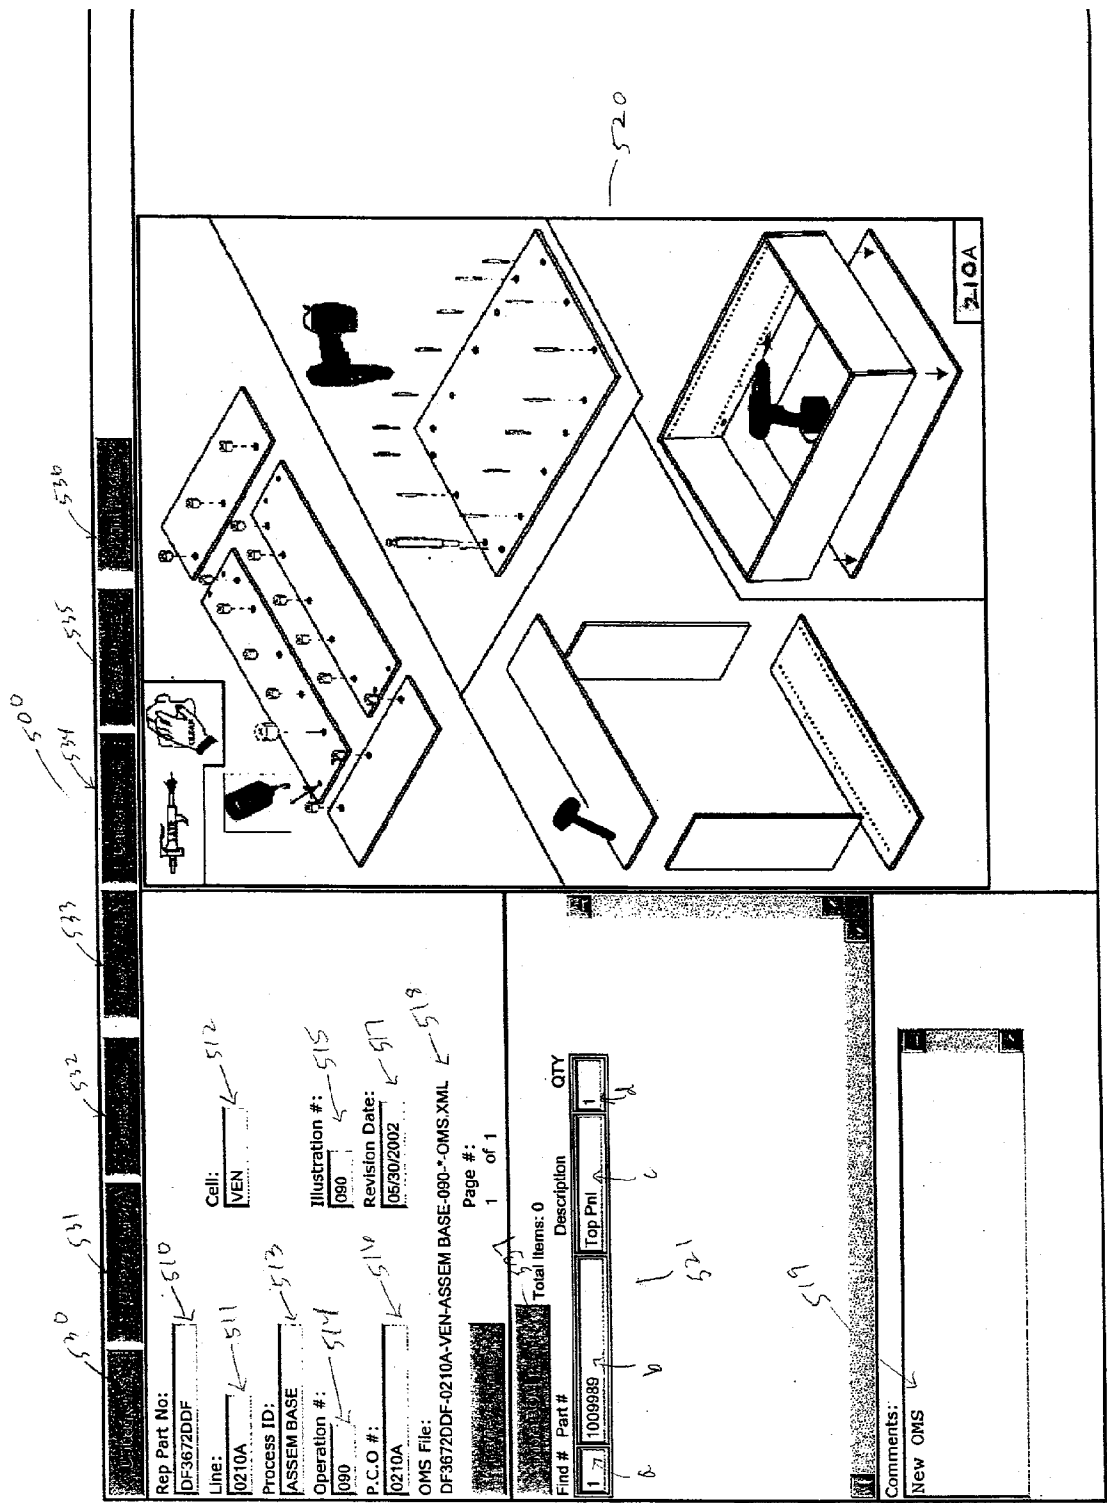 500
530
531
532
533
534
535
536
Rep Part No:
DF3672DDF
510
Line:
0210A
511
Cell:
VEN
512
Process ID:
ASSEM BASE
513
Operation #:
090
514
Illustration #:
090
515
P.C.O #:
0210A
516
Revision Date:
05/30/2002
517
OMS File:
DF3672DDF-0210A-VEN-ASSEM BASE-090-*-OMS.XML
518
Page #:
1 of 1
Total Items: 0
Find # Part # Description QTY
1 1009989 Top Pnl 1
a b c d
521
519
Comments:
New OMS
CLEAN
210A
520